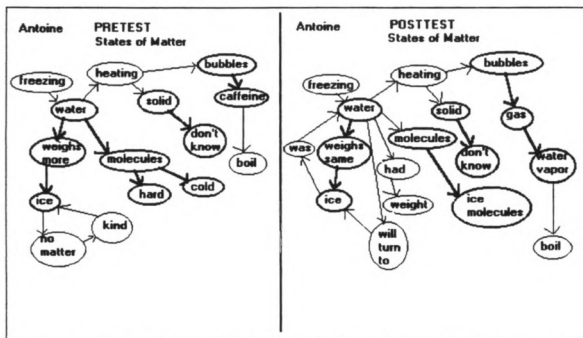 Antoine PRETEST
States of Matter
freezing
heating
bubbles
water
solid
caffeine
weighs
more
molecules
don't
know
boil
hard
cold
ice
kind
no
matter
Antoine POSTTEST
States of Matter
bubbles
heating
freezing
water
solid
gas
was
weighs
same
molecules
don't
know
water
vapor
had
ice
weight
ice
molecules
will
turn
to
boil